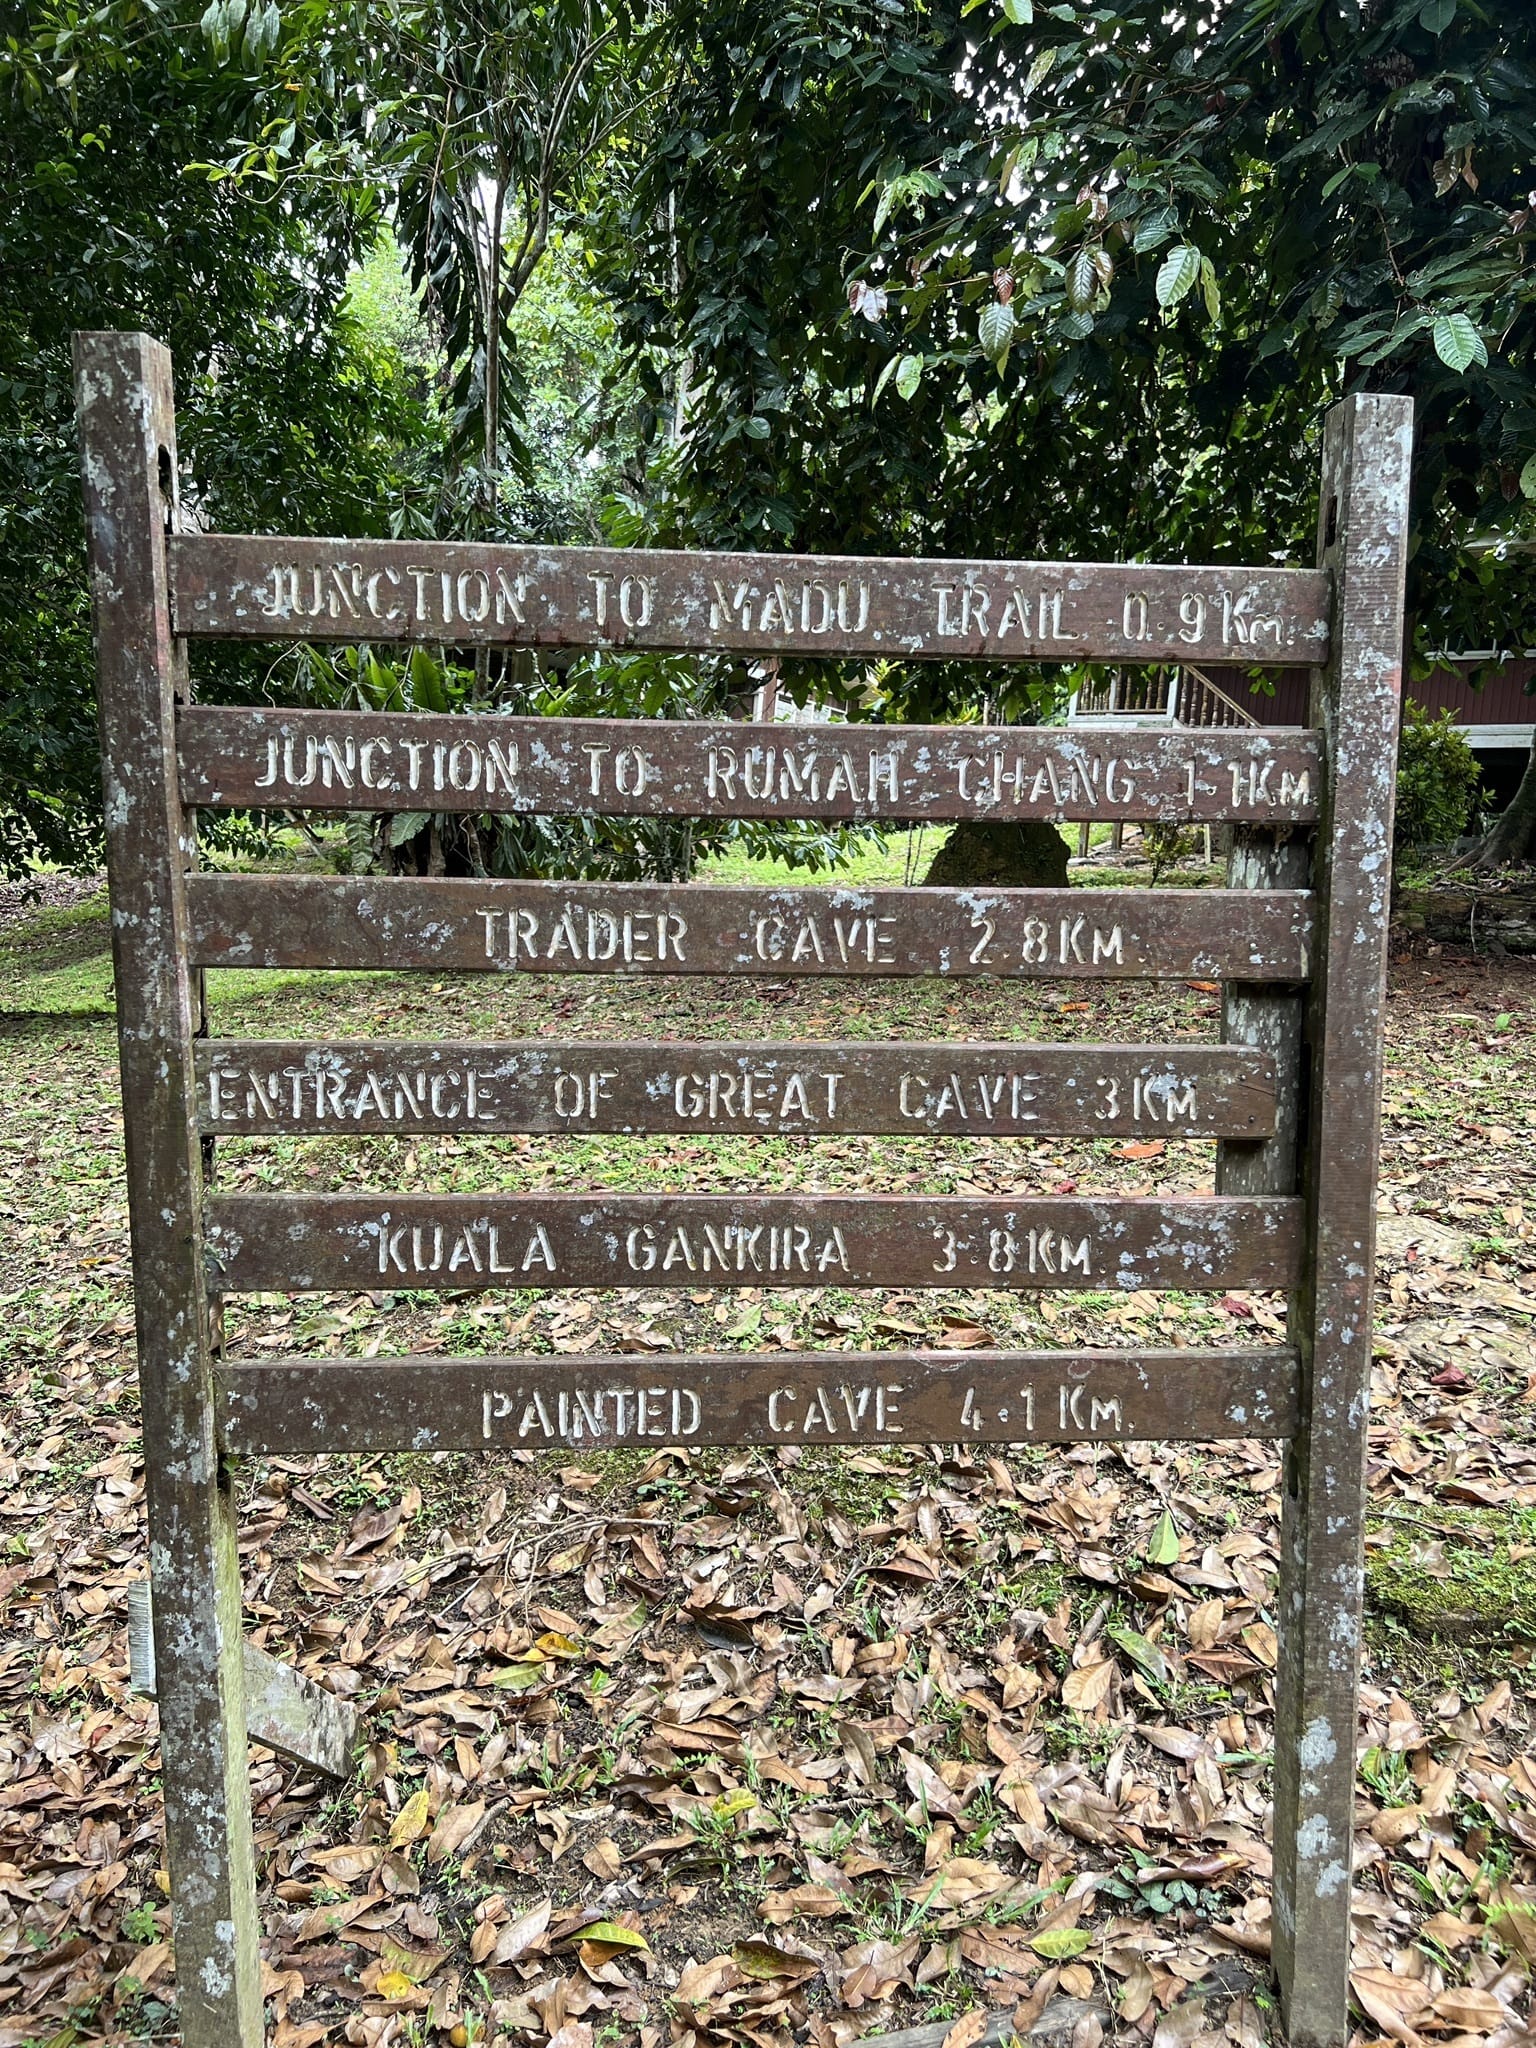 JUNCTION TO MADU TRAIL 0.9Km.
JUNCTION TO RUMAH CHANG 1.1Km
TRADER CAVE 2.8Km.
ENTRANCE OF GREAT CAVE 3Km.
KUALA GANKIRA 3.8Km.
PAINTED CAVE 4.1Km.